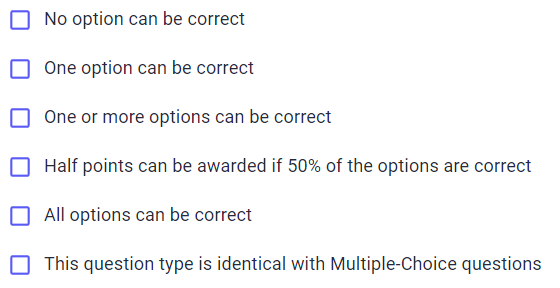 No option can be correct
One option can be correct
One or more options can be correct
Half points can be awarded if 50% of the options are correct
All options can be correct
This question type is identical with Multiple-Choice questions